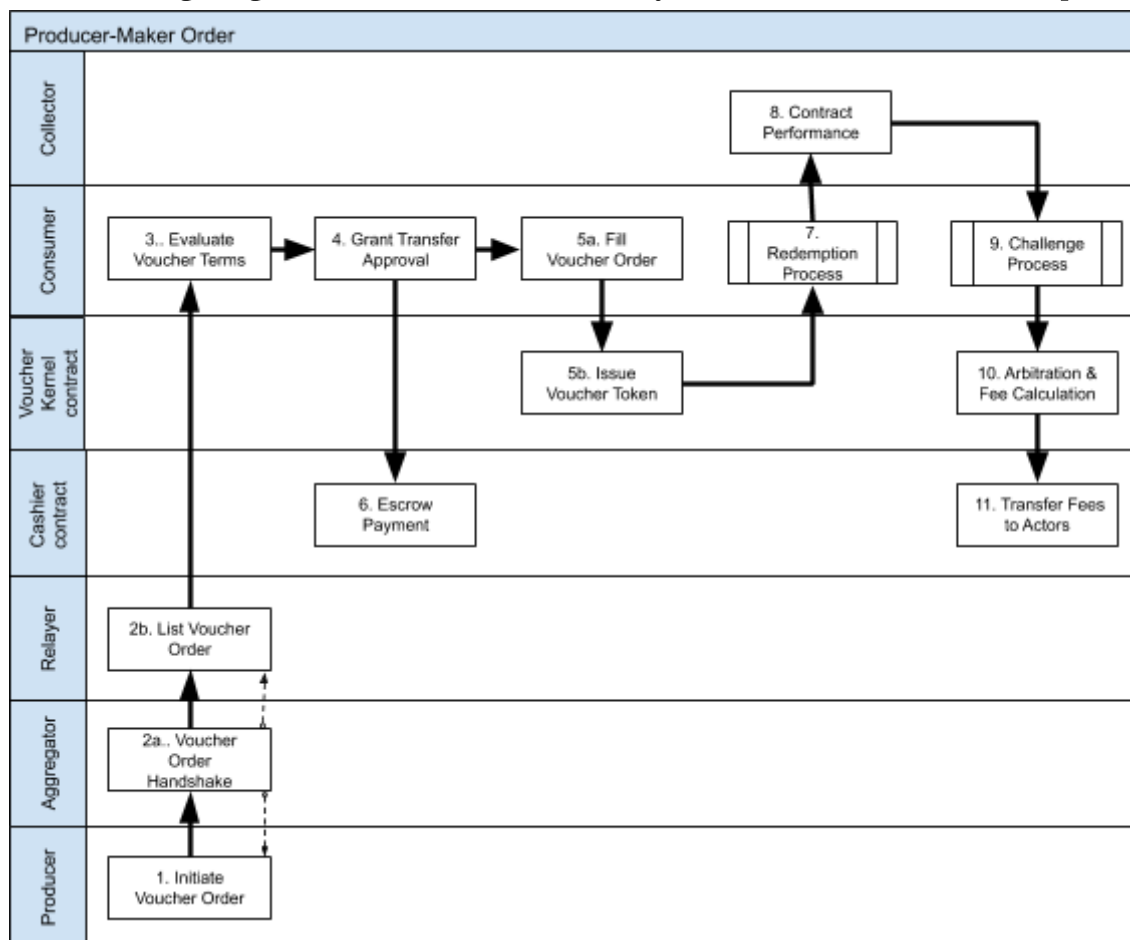 Producer-Maker Order
Collector
8. Contract
Performance
Consumer
3.. Evaluate
Voucher Terms
4. Grant Transfer
Approval
5a. Fill
Voucher Order
7.
Redemption
Process
9. Challenge
Process
Voucher
Kernel
contract
5b. Issue
Voucher Token
10. Arbitration &
Fee Calculation
Cashier
contract
6. Escrow
Payment
11. Transfer Fees
to Actors
Relayer
2b. List Voucher
Order
Aggregator
2a.. Voucher
Order
Handshake
Producer
1. Initiate
Voucher Order